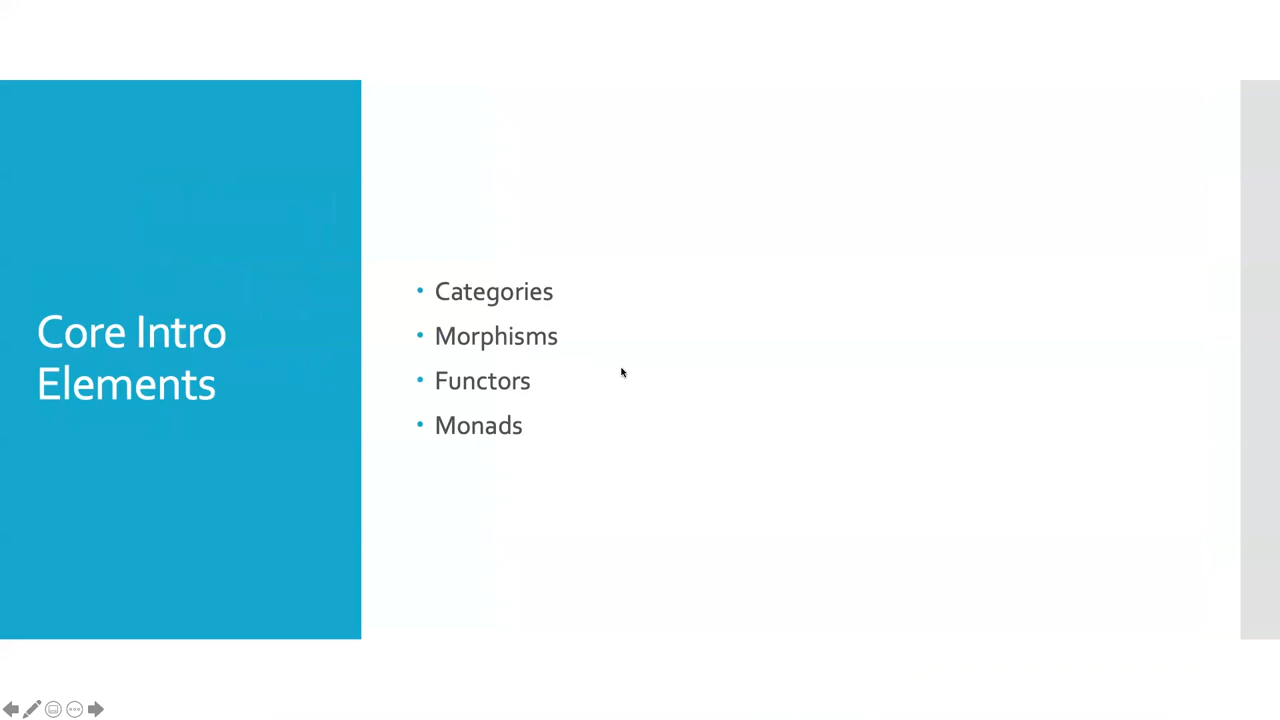 Core Intro
Elements
• Categories
• Morphisms
• Functors
• Monads